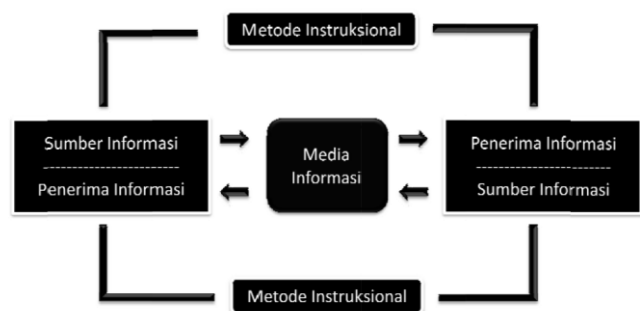 Metode Instruksional
Sumber Informasi
Penerima Informasi
Media
Informasi
Penerima Informasi
Sumber Informasi
Metode Instruksional